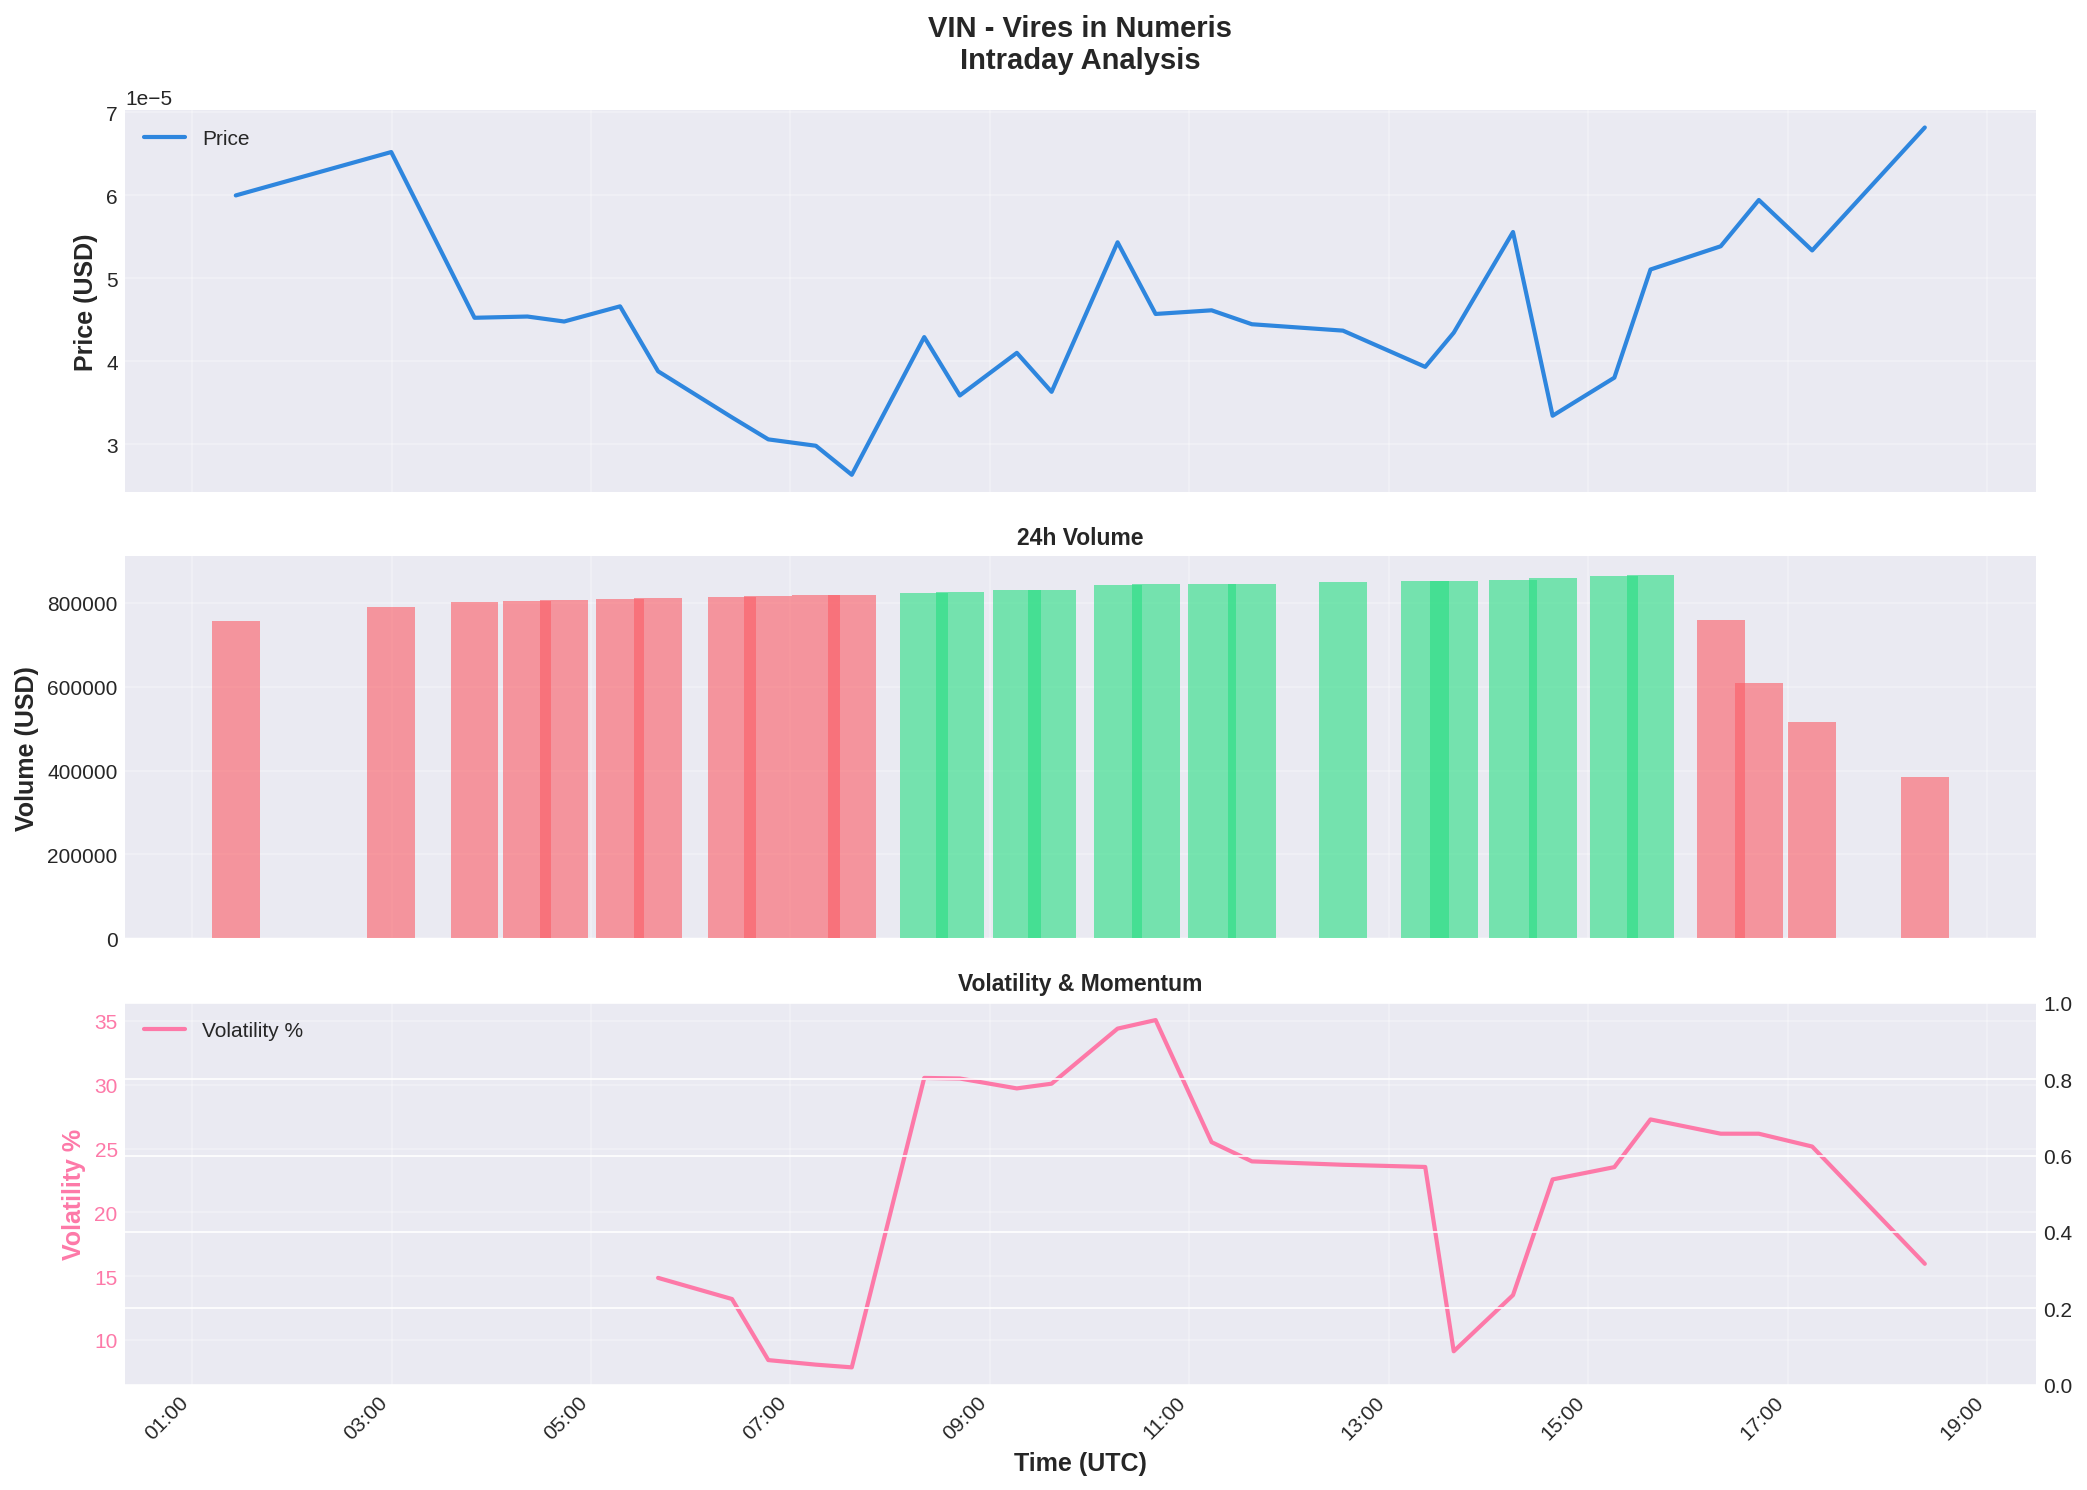 VIN - Vires in Numeris
Intraday Analysis
1e−5
7
6
5
4
3
Price (USD)
Price
24h Volume
800000
600000
400000
200000
0
Volume (USD)
Volatility & Momentum
35
30
25
20
15
10
Volatility %
Volatility %
1.0
0.8
0.6
0.4
0.2
0.0
01:00
03:00
05:00
07:00
09:00
11:00
13:00
15:00
17:00
19:00
Time (UTC)